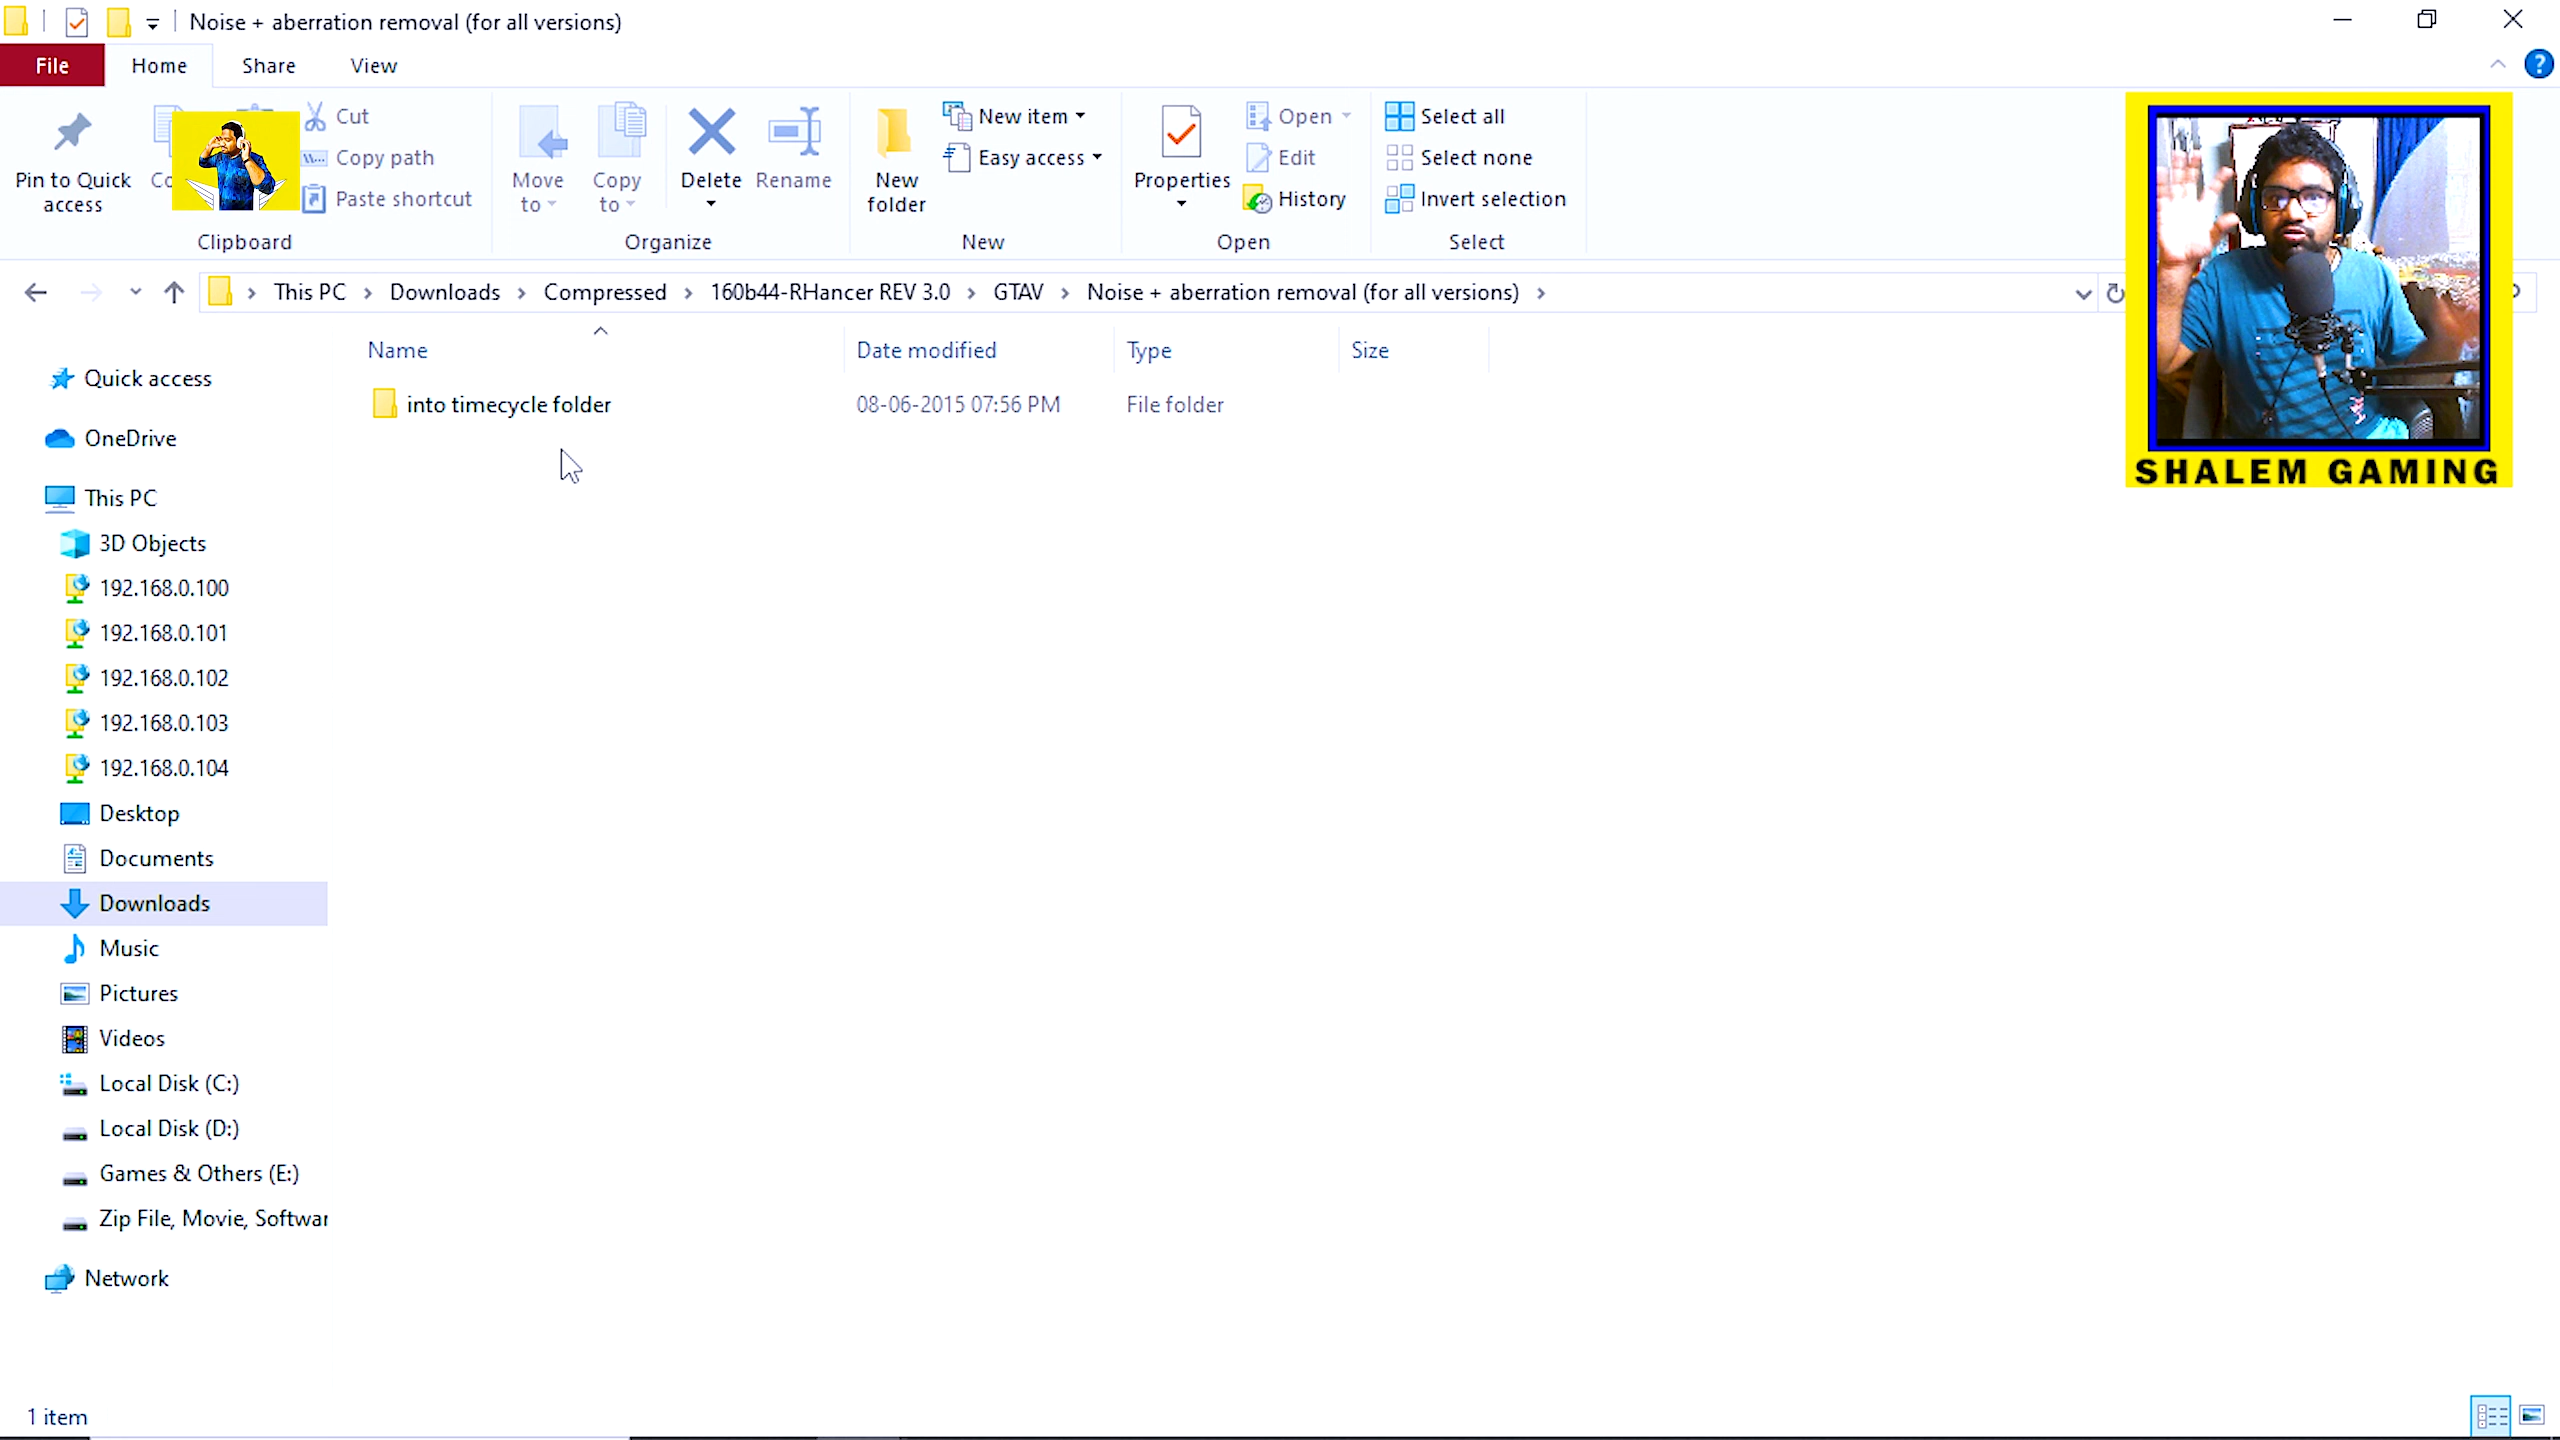 Noise + aberration removal (for all versions)
File Home Share View
Pin to Quick access
Cut
Copy path
Paste shortcut
Clipboard
Move to
Copy to
Delete
Rename
Organize
New folder
New item
Easy access
New
Properties
Open
Edit
History
Open
Select all
Select none
Invert selection
Select
This PC > Downloads > Compressed > 160b44-RHancer REV 3.0 > GTAV > Noise + aberration removal (for all versions) >
SHALEM GAMING
Name Date modified Type Size
into timecycle folder 08-06-2015 07:56 PM File folder
Quick access
OneDrive
This PC
3D Objects
192.168.0.100
192.168.0.101
192.168.0.102
192.168.0.103
192.168.0.104
Desktop
Documents
Downloads
Music
Pictures
Videos
Local Disk (C:)
Local Disk (D:)
Games & Others (E:)
Zip File, Movie, Softwar
Network
1 item